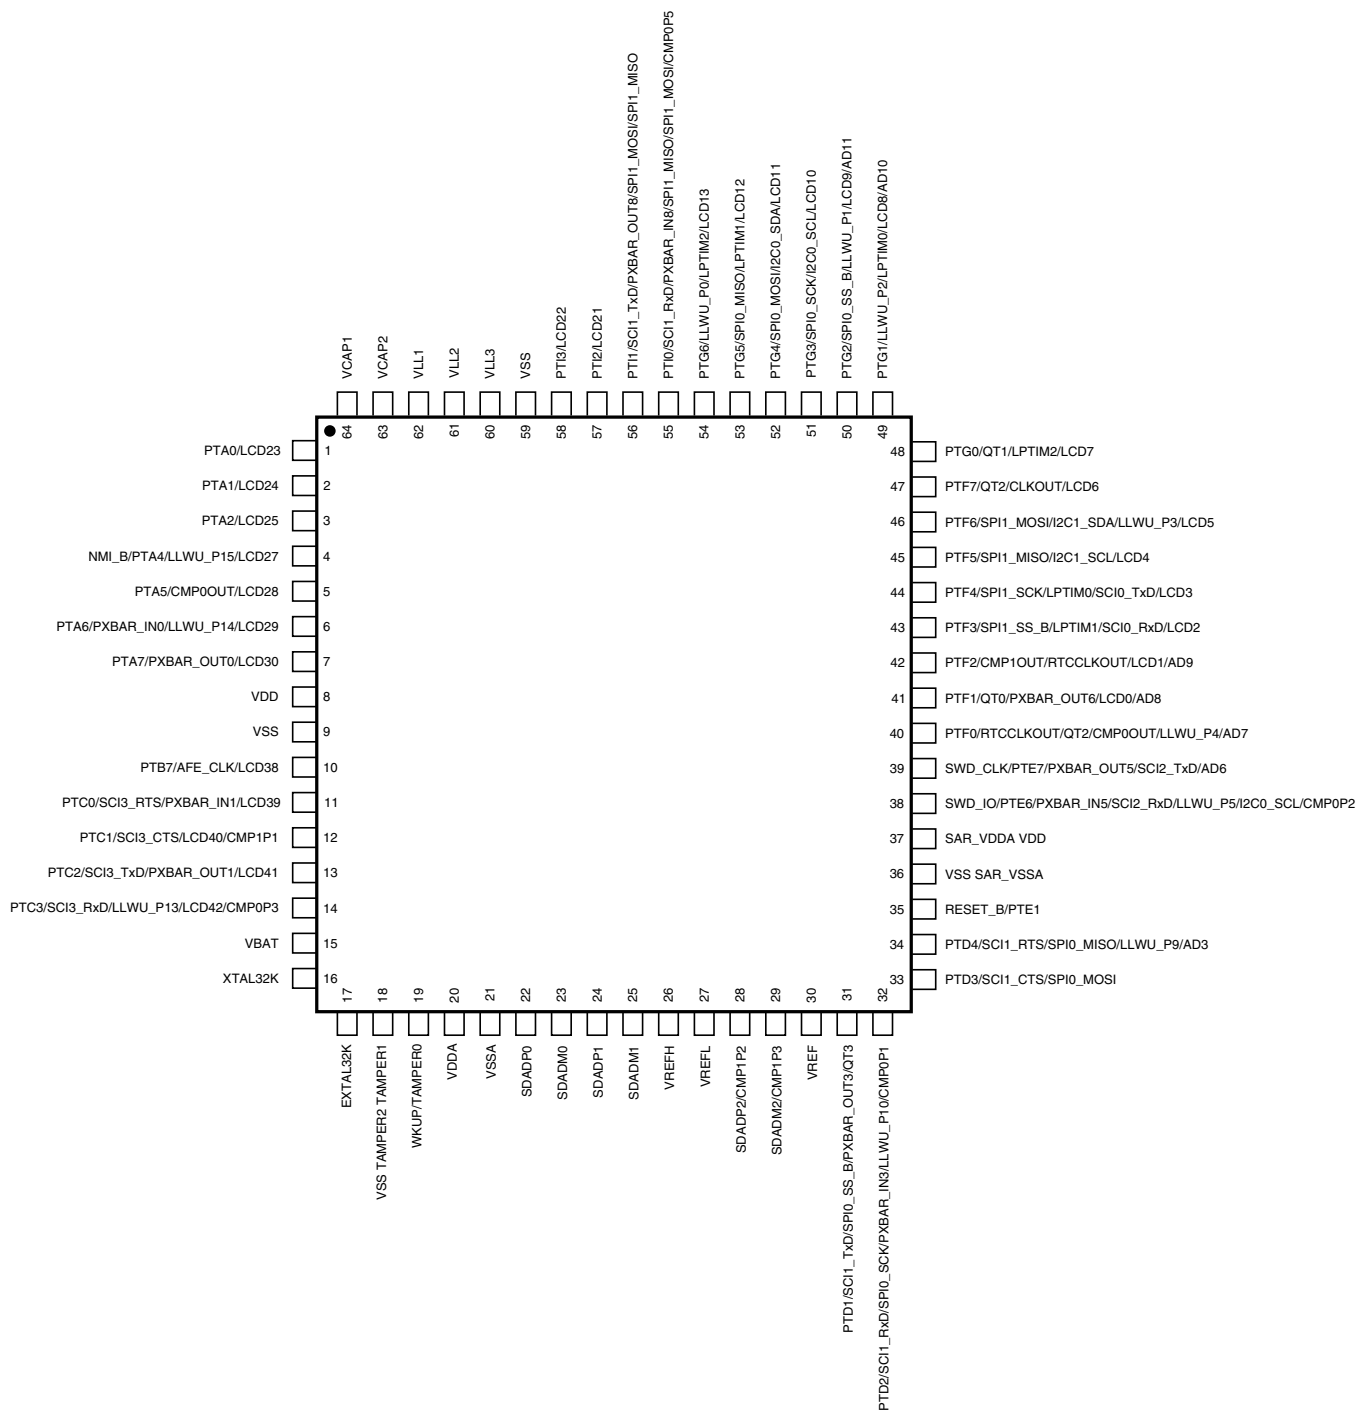 PTI1/SCI1_TxD/PXBAR_OUT8/SPI1_MOSI/SPI1_MISO
PTI0/SCI1_RxD/PXBAR_IN8/SPI1_MISO/SPI1_MOSI/CMP0P5
VCAP1
VCAP2
VLL1
VLL2
VLL3
VSS
PTI3/LCD22
PTI2/LCD21
PTG6/LLWU_P0/LPTIM2/LCD13
PTG5/SPI0_MISO/LPTIM1/LCD12
PTG4/SPI0_MOSI/I2C0_SDA/LCD11
PTG3/SPI0_SCK/I2C0_SCL/LCD10
PTG2/SPI0_SS_B/LLWU_P1/LCD9/AD11
PTG1/LLWU_P2/LPTIM0/LCD8/AD10
64
63
62
61
60
59
58
57
56
55
54
53
52
51
50
49
PTA0/LCD23 1
PTA1/LCD24 2
PTA2/LCD25 3
NMI_B/PTA4/LLWU_P15/LCD27 4
PTA5/CMP0OUT/LCD28 5
PTA6/PXBAR_IN0/LLWU_P14/LCD29 6
PTA7/PXBAR_OUT0/LCD30 7
VDD 8
VSS 9
PTB7/AFE_CLK/LCD38 10
PTC0/SCI3_RTS/PXBAR_IN1/LCD39 11
PTC1/SCI3_CTS/LCD40/CMP1P1 12
PTC2/SCI3_TxD/PXBAR_OUT1/LCD41 13
PTC3/SCI3_RxD/LLWU_P13/LCD42/CMP0P3 14
VBAT 15
XTAL32K 16
48 PTG0/QT1/LPTIM2/LCD7
47 PTF7/QT2/CLKOUT/LCD6
46 PTF6/SPI1_MOSI/I2C1_SDA/LLWU_P3/LCD5
45 PTF5/SPI1_MISO/I2C1_SCL/LCD4
44 PTF4/SPI1_SCK/LPTIM0/SCI0_TxD/LCD3
43 PTF3/SPI1_SS_B/LPTIM1/SCI0_RxD/LCD2
42 PTF2/CMP1OUT/RTCCLKOUT/LCD1/AD9
41 PTF1/QT0/PXBAR_OUT6/LCD0/AD8
40 PTF0/RTCCLKOUT/QT2/CMP0OUT/LLWU_P4/AD7
39 SWD_CLK/PTE7/PXBAR_OUT5/SCI2_TxD/AD6
38 SWD_IO/PTE6/PXBAR_IN5/SCI2_RxD/LLWU_P5/I2C0_SCL/CMP0P2
37 SAR_VDDA VDD
36 VSS SAR_VSSA
35 RESET_B/PTE1
34 PTD4/SCI1_RTS/SPI0_MISO/LLWU_P9/AD3
33 PTD3/SCI1_CTS/SPI0_MOSI
17
18
19
20
21
22
23
24
25
26
27
28
29
30
31
32
EXTAL32K
VSS TAMPER2 TAMPER1
WKUP/TAMPER0
VDDA
VSSA
SDADP0
SDADM0
SDADP1
SDADM1
VREFH
VREFL
SDADP2/CMP1P2
SDADM2/CMP1P3
VREF
PTD1/SCI1_TxD/SPI0_SS_B/PXBAR_OUT3/QT3
PTD2/SCI1_RxD/SPI0_SCK/PXBAR_IN3/LLWU_P10/CMP0P1